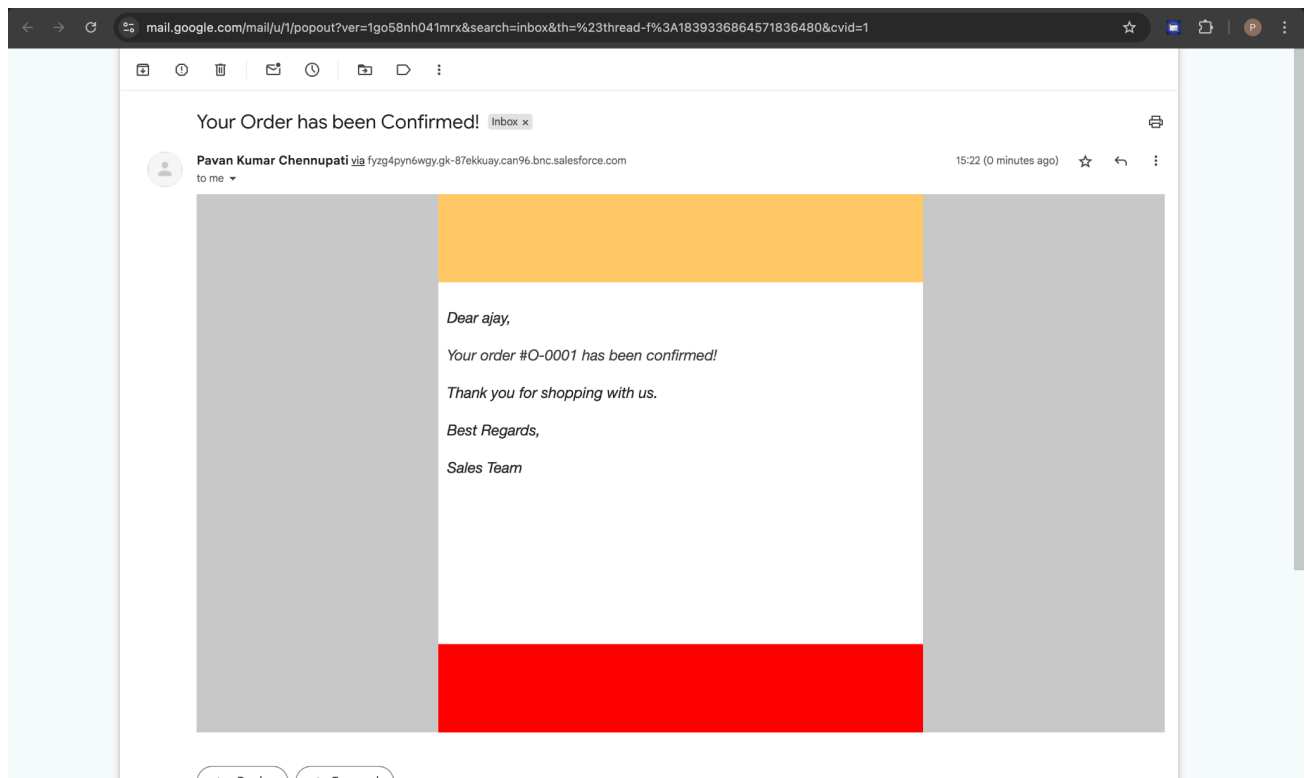 mail.google.com/mail/u/1/popout?ver=1go58nh041mrx&search=inbox&th=%23thread-f%3A1839336864571836480&cvid=1
P
Your Order has been Confirmed! Inbox x
Pavan Kumar Chennupati via fyzg4pyn6wgy.gk-87ekkuay.can96.bnc.salesforce.com 15:22 (0 minutes ago)
to me
Dear ajay,
Your order #O-0001 has been confirmed!
Thank you for shopping with us.
Best Regards,
Sales Team